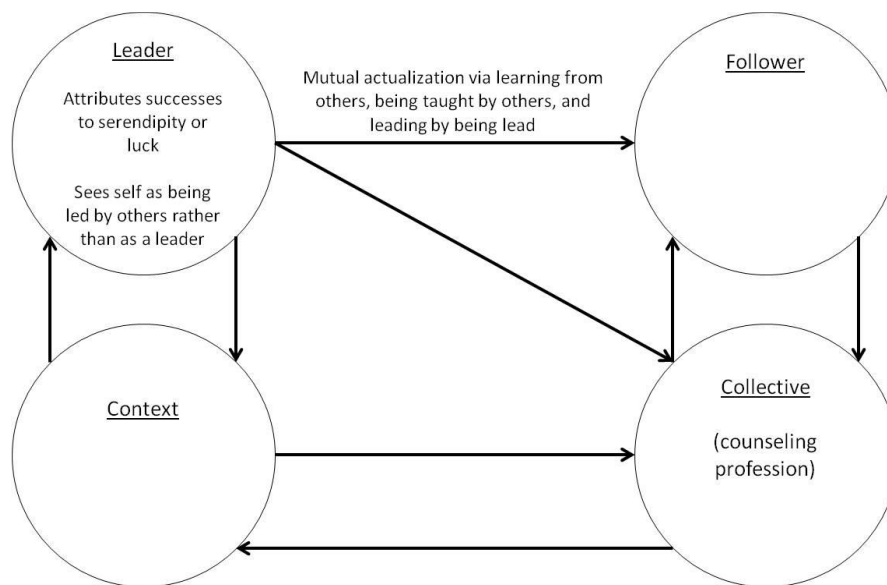 Leader
Attributes successes
to serendipity or
luck
Sees self as being
led by others rather
than as a leader
Mutual actualization via learning from
others, being taught by others, and
leading by being lead
Follower
Context
Collective
(counseling
profession)